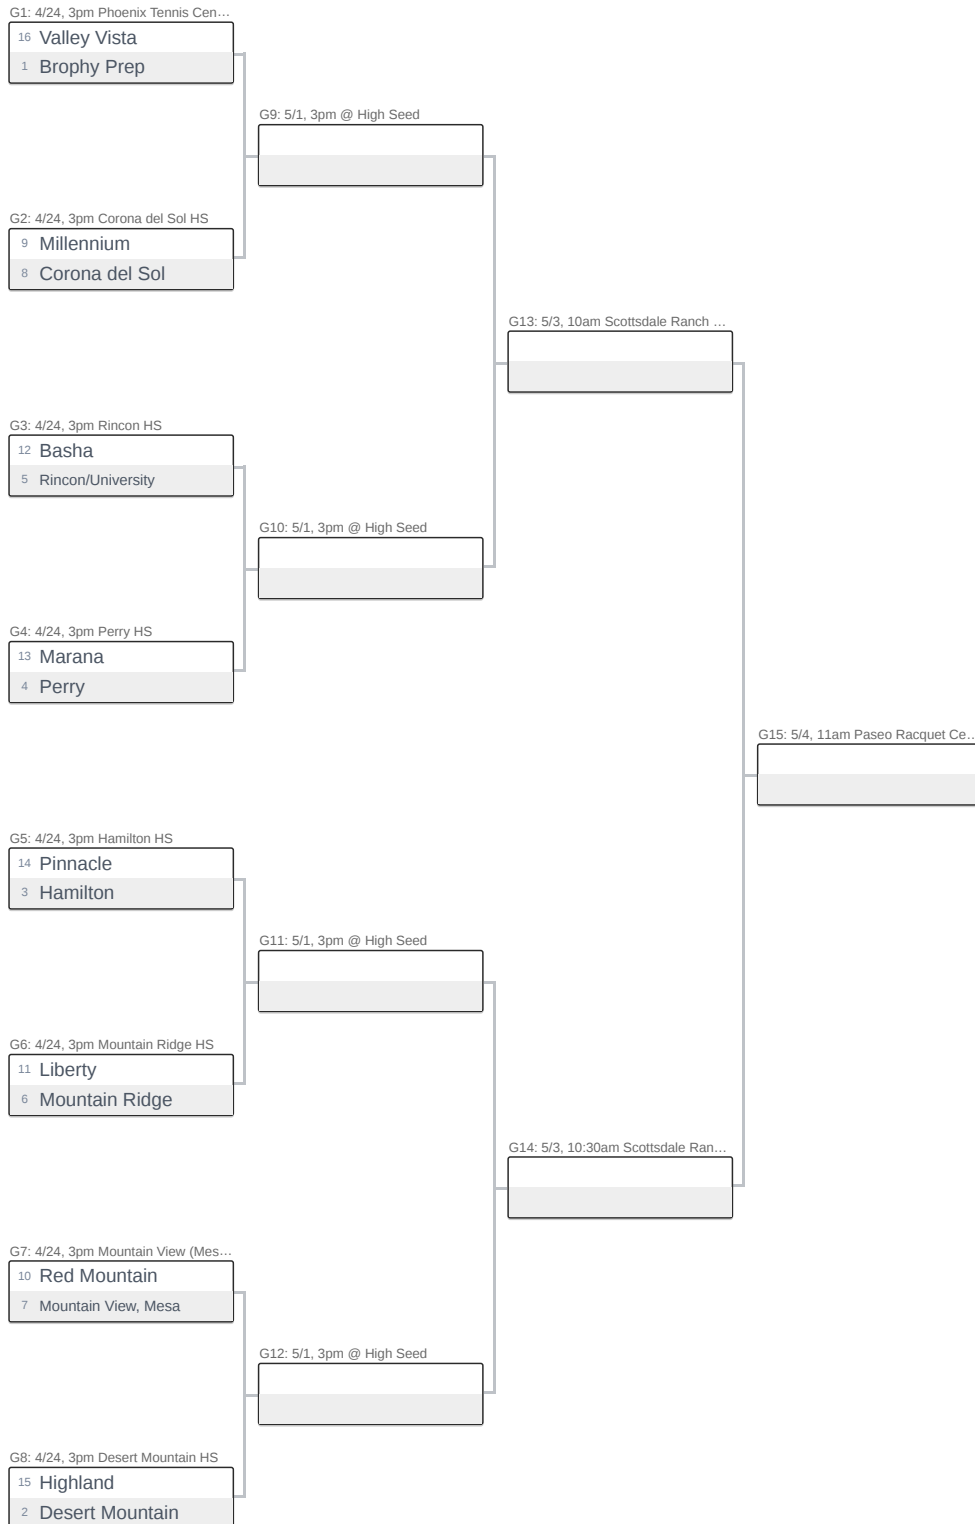 G1: 4/24, 3pm Phoenix Tennis Cen…
16 Valley Vista
1 Brophy Prep
G9: 5/1, 3pm @ High Seed
G2: 4/24, 3pm Corona del Sol HS
9 Millennium
8 Corona del Sol
G13: 5/3, 10am Scottsdale Ranch …
G3: 4/24, 3pm Rincon HS
12 Basha
5 Rincon/University
G10: 5/1, 3pm @ High Seed
G4: 4/24, 3pm Perry HS
13 Marana
4 Perry
G15: 5/4, 11am Paseo Racquet Ce…
G5: 4/24, 3pm Hamilton HS
14 Pinnacle
3 Hamilton
G11: 5/1, 3pm @ High Seed
G6: 4/24, 3pm Mountain Ridge HS
11 Liberty
6 Mountain Ridge
G14: 5/3, 10:30am Scottsdale Ran…
G7: 4/24, 3pm Mountain View (Mes…
10 Red Mountain
7 Mountain View, Mesa
G12: 5/1, 3pm @ High Seed
G8: 4/24, 3pm Desert Mountain HS
15 Highland
2 Desert Mountain